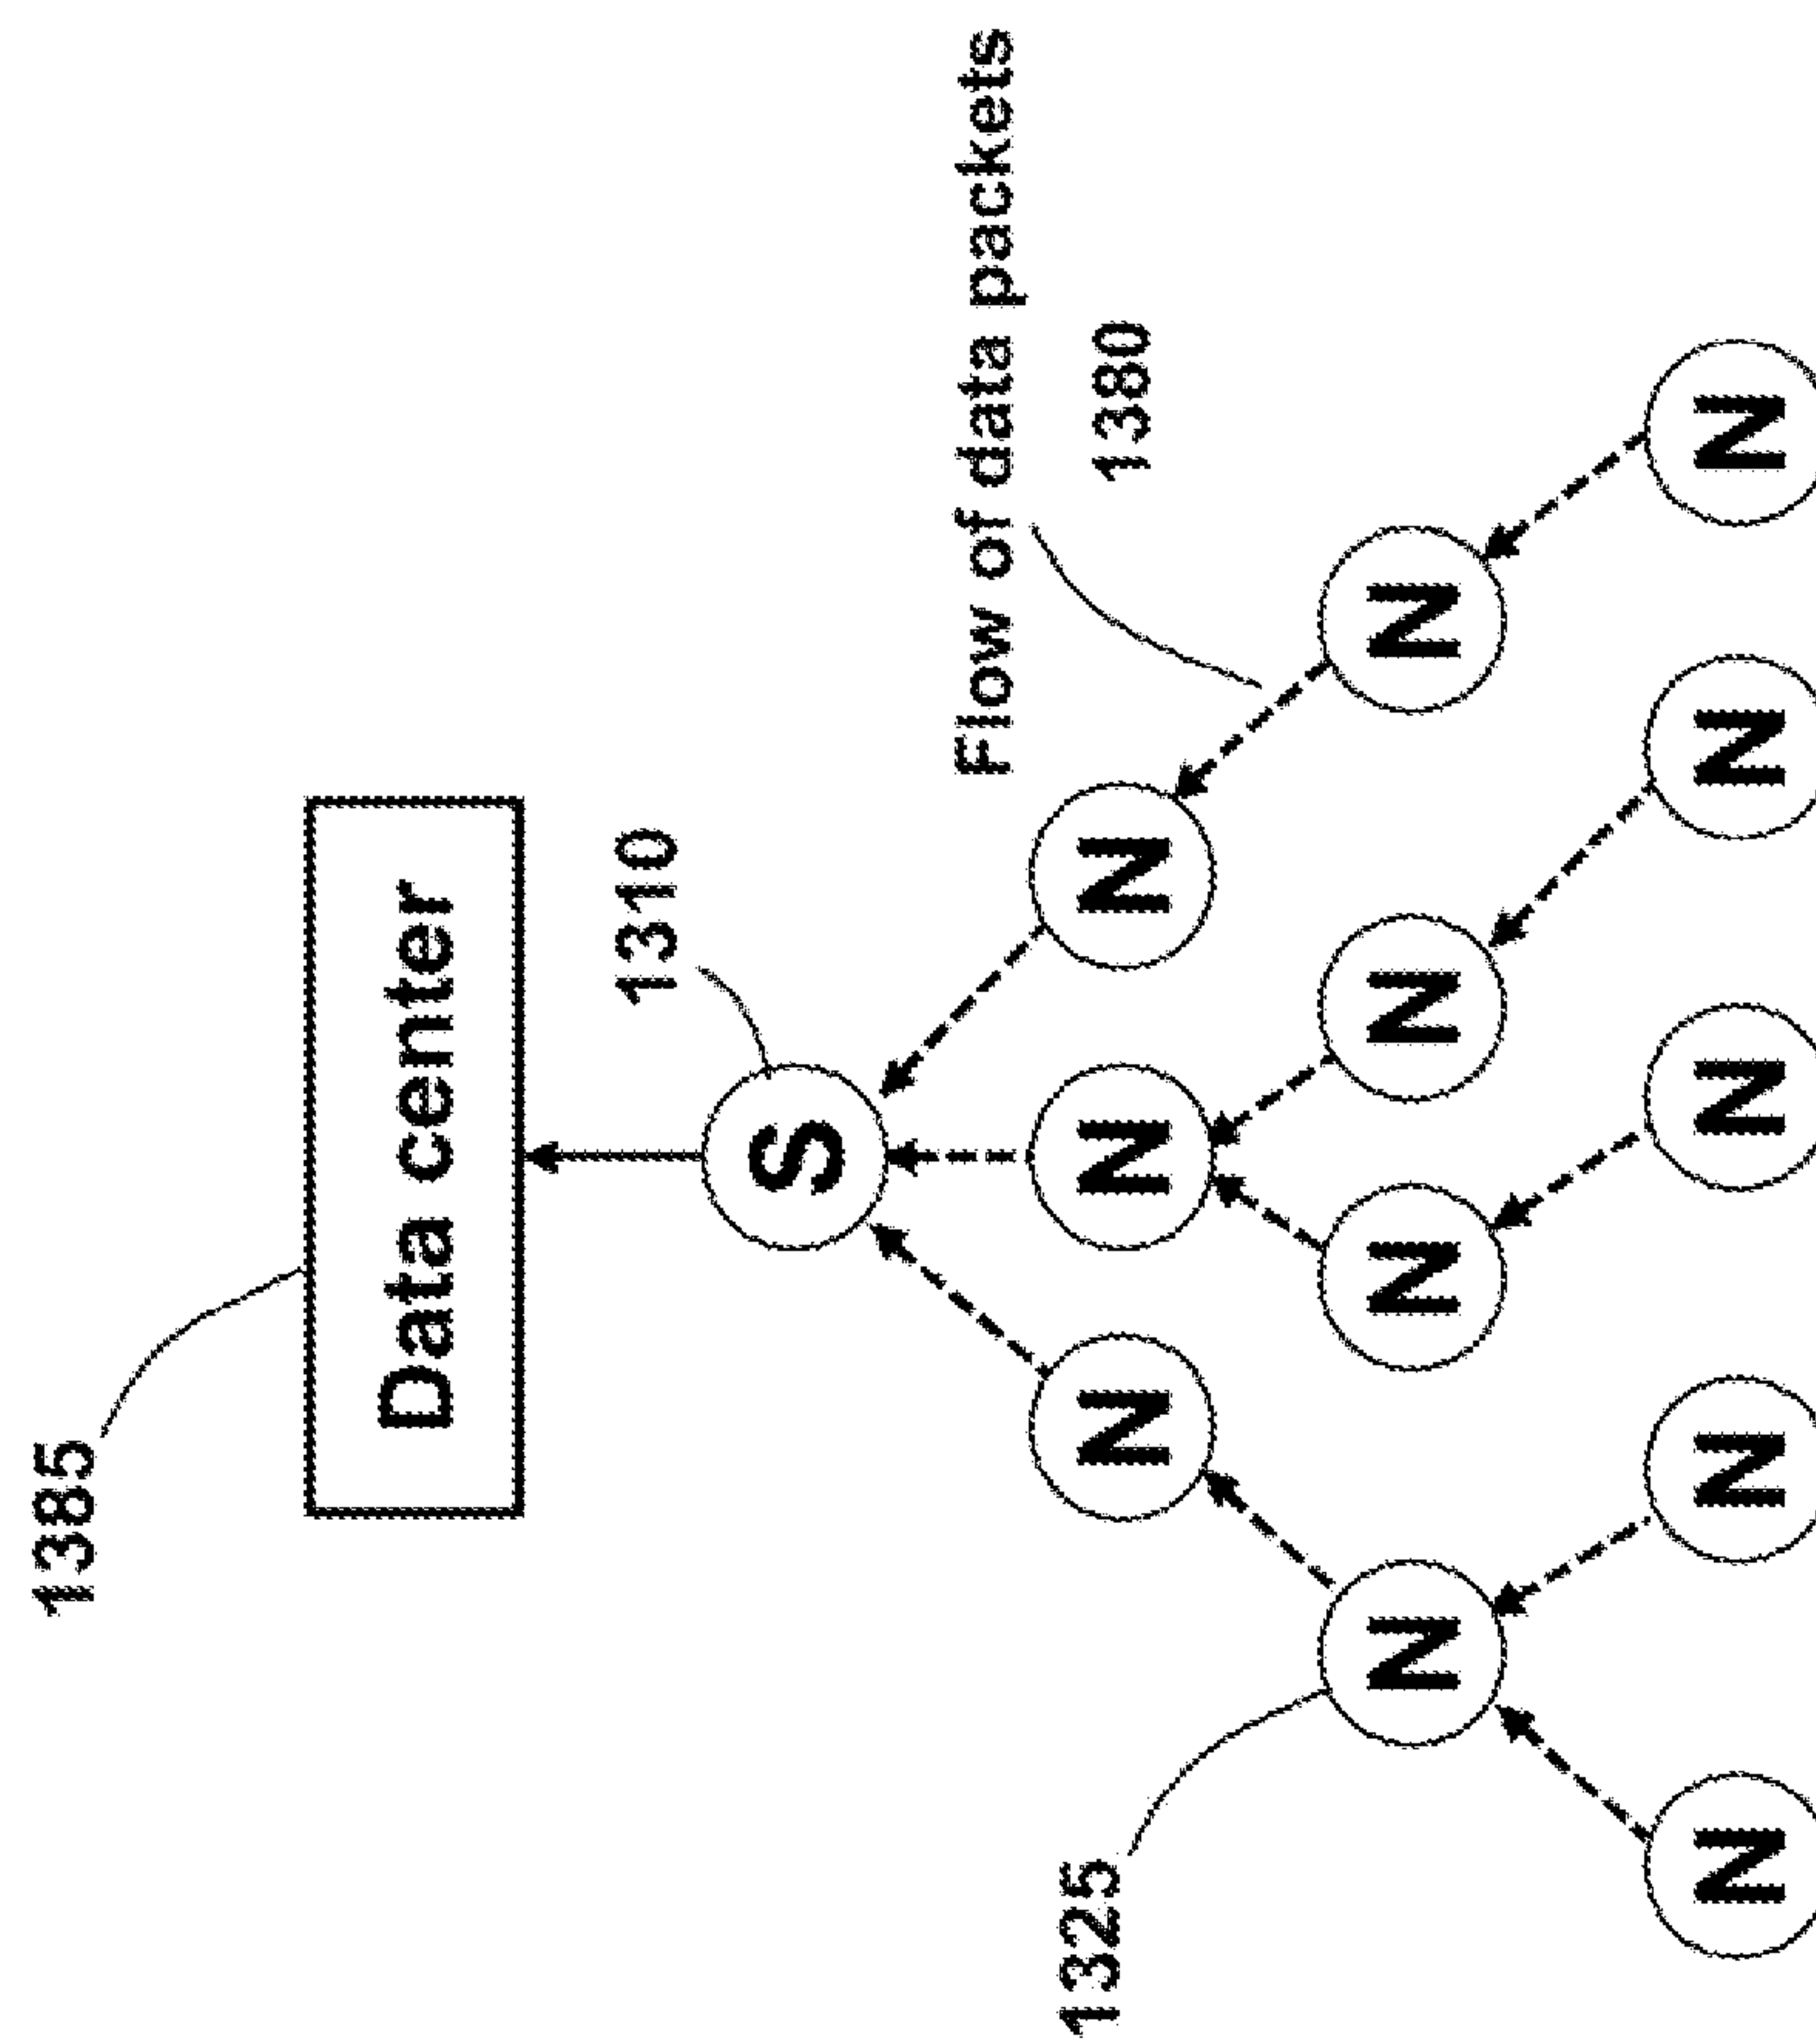 1385
Data center
1310
S
Flow of data packets
1380
1325
N N N
N N N N
N N N N N